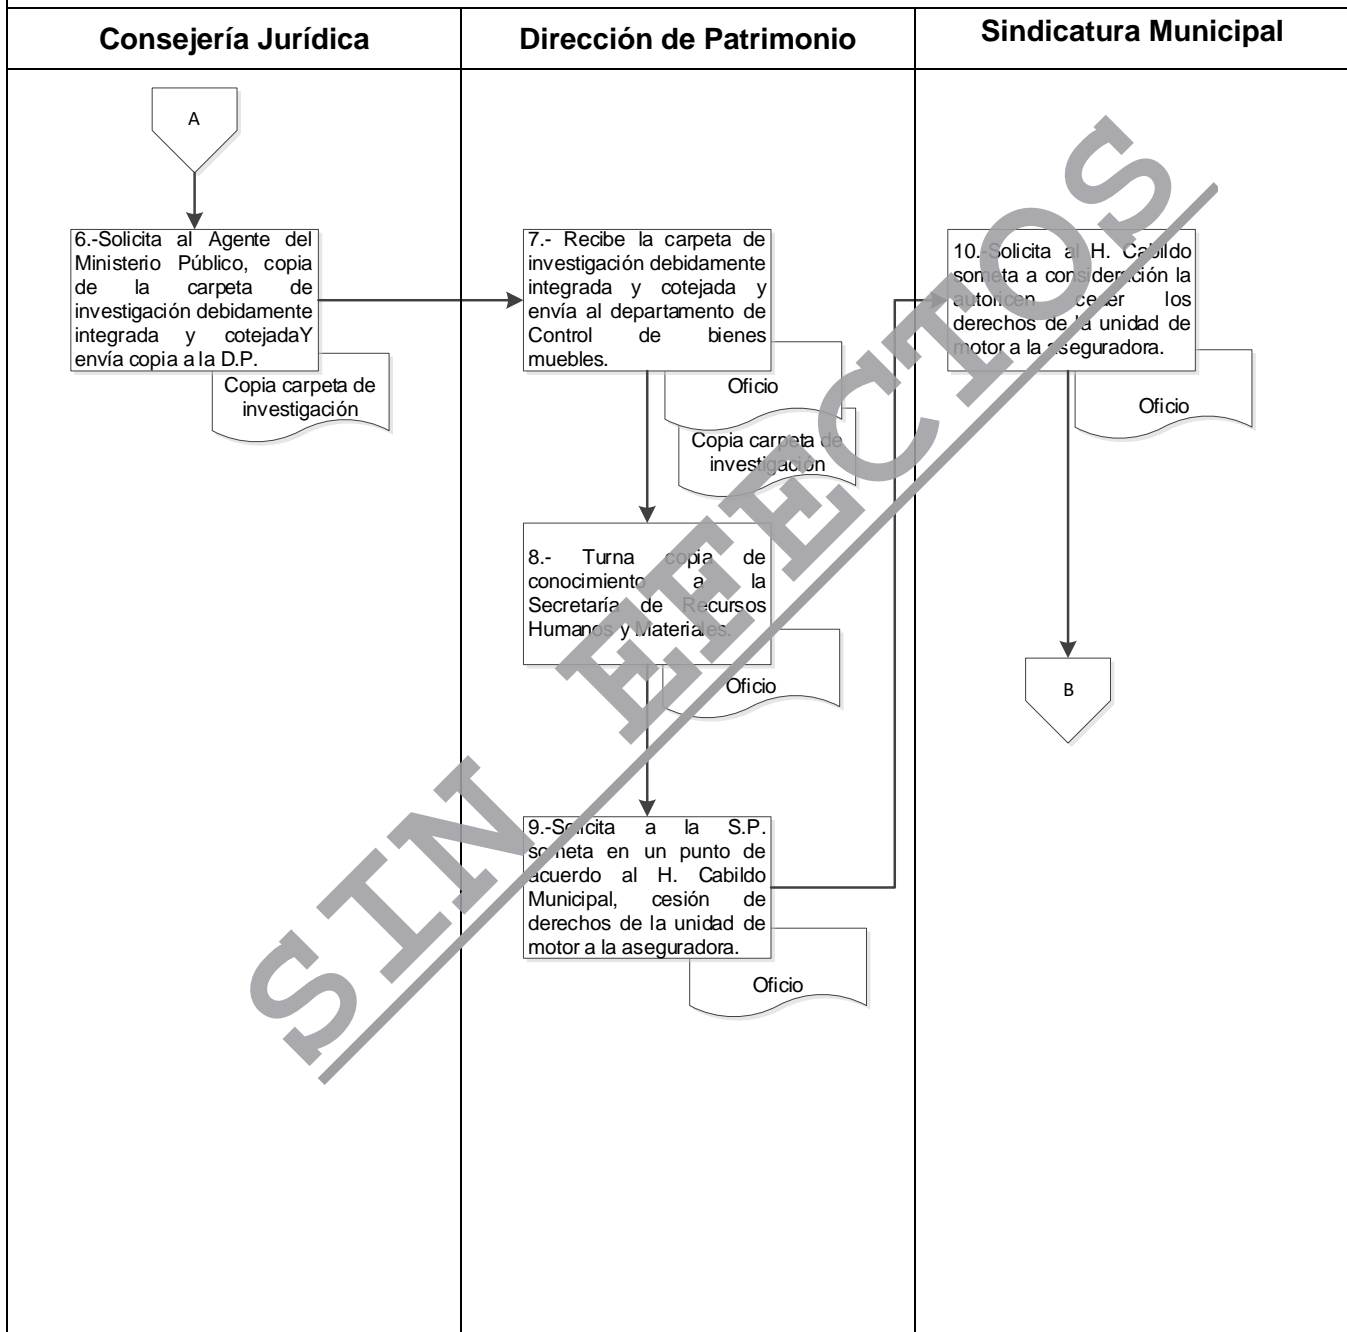 Consejería Jurídica
Dirección de Patrimonio
Sindicatura Municipal
A
6.-Solicita al Agente del
Ministerio Público, copia
de la carpeta de
investigación debidamente
integrada y cotejadaY
envía copia a la D.P.
Copia carpeta de
investigación
7.- Recibe la carpeta de
investigación debidamente
integrada y cotejada y
envía al departamento de
Control de bienes
muebles.
Oficio
Copia carpeta de
investigación
8.- Turna copia de
conocimiento a la
Secretaría de Recursos
Humanos y Materiales.
Oficio
9.-Solicita a la S.P.
someta en un punto de
acuerdo al H. Cabildo
Municipal, cesión de
derechos de la unidad de
motor a la aseguradora.
Oficio
10.-Solicita al H. Cabildo
someta a consideración la
autoricen ceder los
derechos de la unidad de
motor a la aseguradora.
Oficio
B
SIN EFECTOS